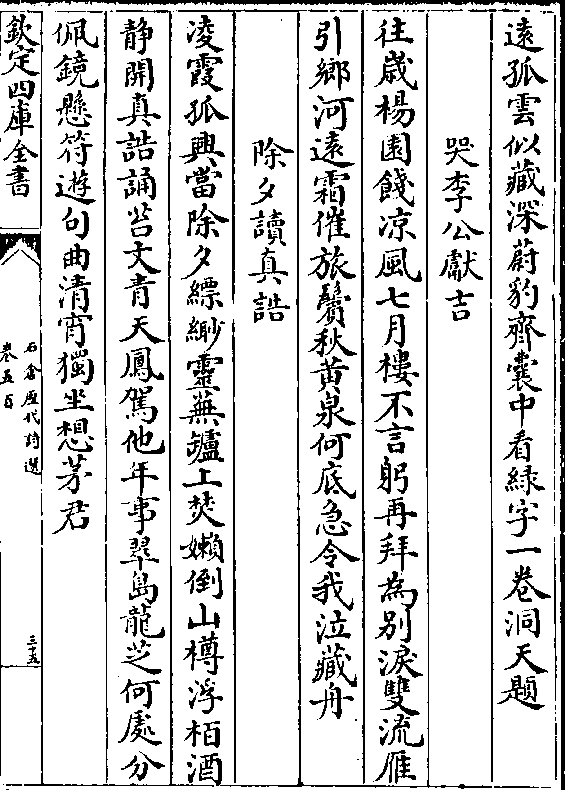 遠孤雲似藏深蔚豹齊囊中看緑字一卷洞天題
哭李公獻吉
往歲楊園餞凉風七月樓不言躬再拜為别淚雙流雁
引鄉河遠霜催旅鬢秋黄泉何底急令我泣藏舟
除夕讀真誥
凌霞孤興當除夕縹緲靈蕪鑪上焚嬾倒山樽浮栢酒
静開真誥誦苔文青天鳳駕他年事翠島龍芝何處分
佩鏡懸符遊句曲清宵獨坐想茅君
欽定四庫全書
石倉歷代詩選
卷五百
三十五